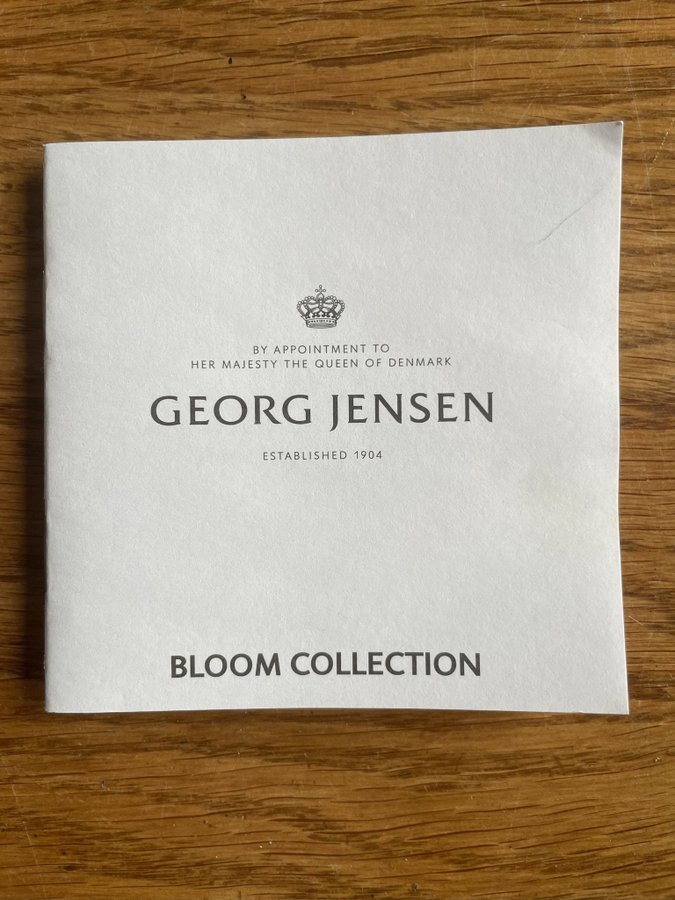 BY APPOINTMENT TO
HER MAJESTY THE QUEEN OF DENMARK
GEORG JENSEN
ESTABLISHED 1904
BLOOM COLLECTION